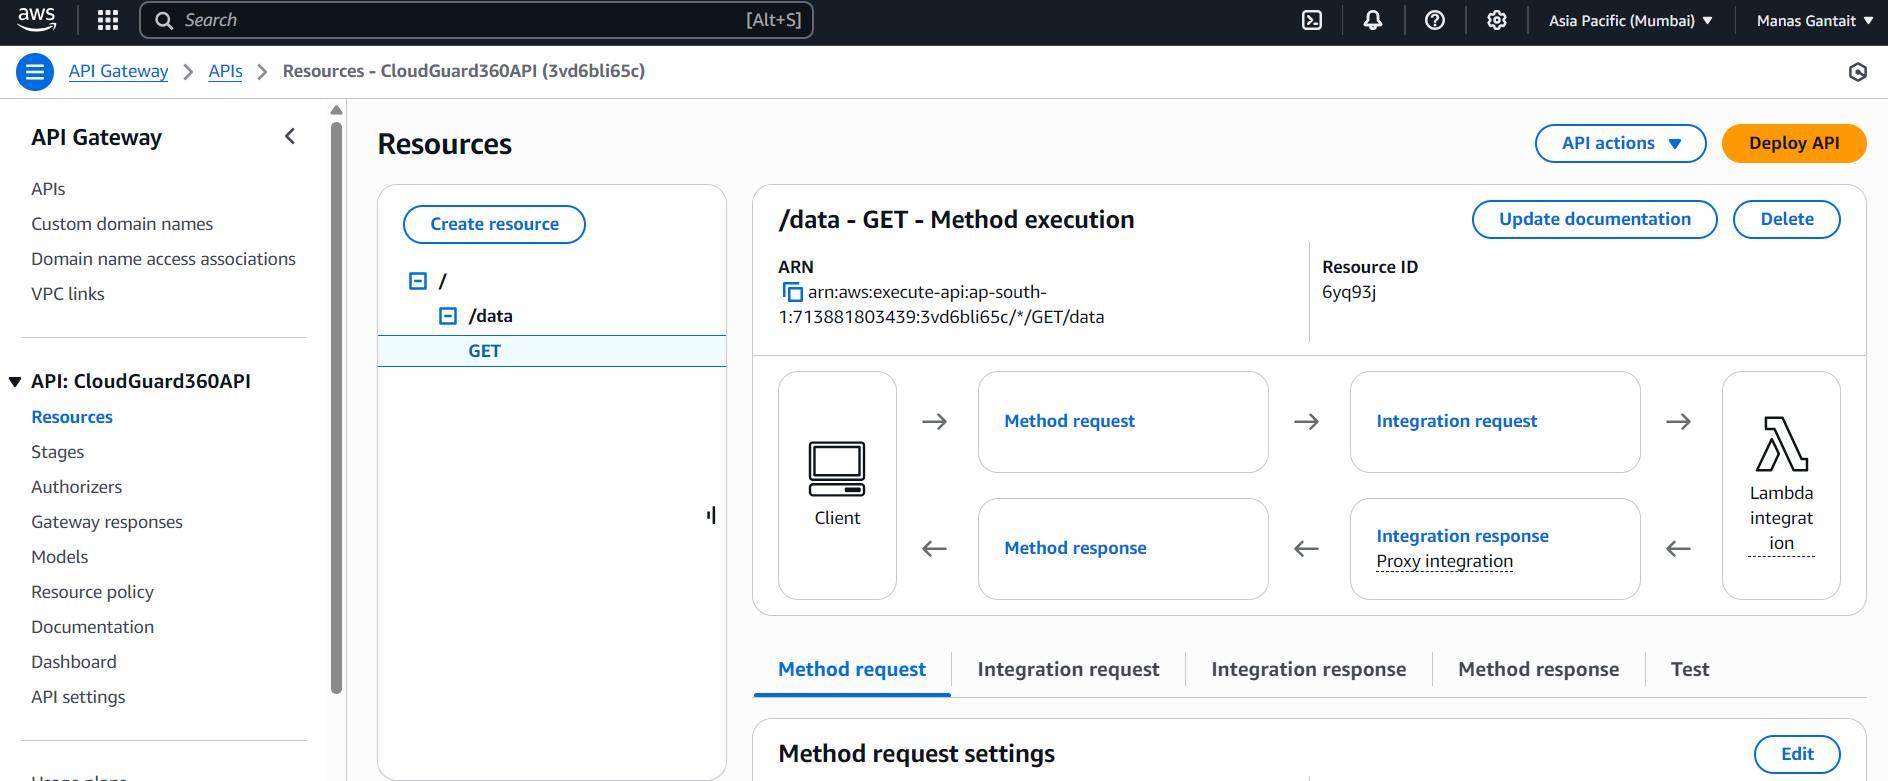 aws
Search
[Alt+S]
Asia Pacific (Mumbai)
Manas Gantait
API Gateway
APIs
Resources - CloudGuard360API (3vd6bli65c)
API Gateway
APIs
Custom domain names
Domain name access associations
VPC links
API: CloudGuard360API
Resources
Stages
Authorizers
Gateway responses
Models
Resource policy
Documentation
Dashboard
API settings
Usage plans
Resources
API actions
Deploy API
Create resource
/
/data
GET
/data - GET - Method execution
Update documentation
Delete
ARN
arn:aws:execute-api:ap-south-
1:713881803439:3vd6bli65c/*/GET/data
Resource ID
6yq93j
Client
Method request
Integration request
Lambda
integrat
ion
Method response
Integration response
Proxy integration
Method request
Integration request
Integration response
Method response
Test
Method request settings
Edit